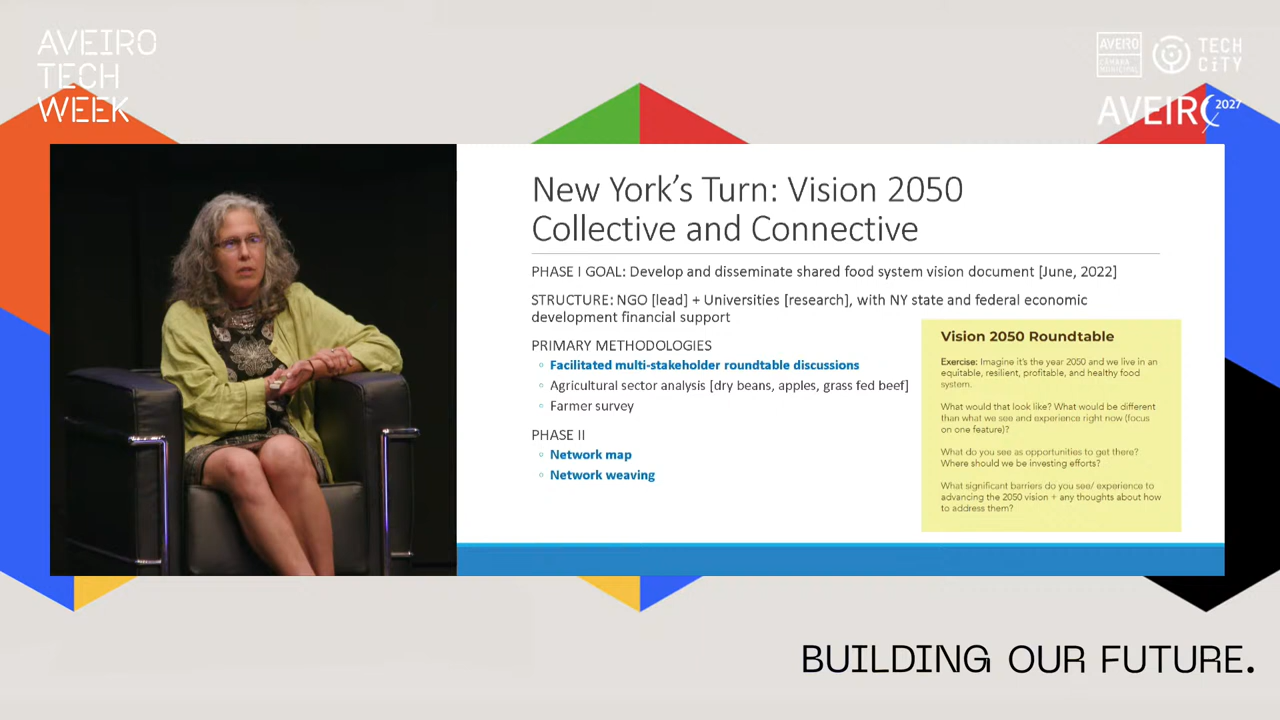 AVEIRO
TECH
WEEK
AVEIRO
CÂMARA
MUNICIPAL
TECH
CITY
AVEIRO
2027
New York's Turn: Vision 2050
Collective and Connective
PHASE I GOAL: Develop and disseminate shared food system vision document [June, 2022]
STRUCTURE: NGO [lead] + Universities [research], with NY state and federal economic
development financial support
PRIMARY METHODOLOGIES
◦ Facilitated multi-stakeholder roundtable discussions
◦ Agricultural sector analysis [dry beans, apples, grass fed beef]
◦ Farmer survey
PHASE II
◦ Network map
◦ Network weaving
Vision 2050 Roundtable
Exercise: Imagine it's the year 2050 and we live in an
equitable, resilient, profitable, and healthy food
system.
What would that look like? What would be different
than what we see and experience right now (focus
on one feature)?
What do you see as opportunities to get there?
Where should we be investing efforts?
What significant barriers do you see/ experience to
advancing the 2050 vision + any thoughts about how
to address them?
BUILDING OUR FUTURE.